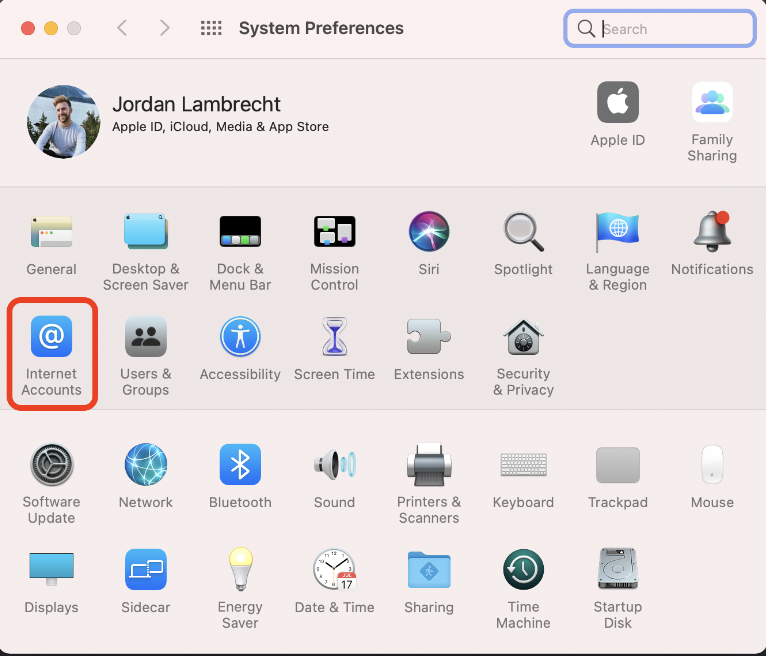 System Preferences
Search
Jordan Lambrecht
Apple ID, iCloud, Media & App Store
Apple ID
Family
Sharing
General
Desktop &
Screen Saver
Dock &
Menu Bar
Mission
Control
Siri
Spotlight
Language
& Region
Notifications
@
Internet
Accounts
Users &
Groups
Accessibility
Screen Time
Extensions
Security
& Privacy
Software
Update
Network
Bluetooth
Sound
Printers &
Scanners
Keyboard
Trackpad
Mouse
Displays
Sidecar
Energy
Saver
JUL
17
Date & Time
Sharing
Time
Machine
Startup
Disk